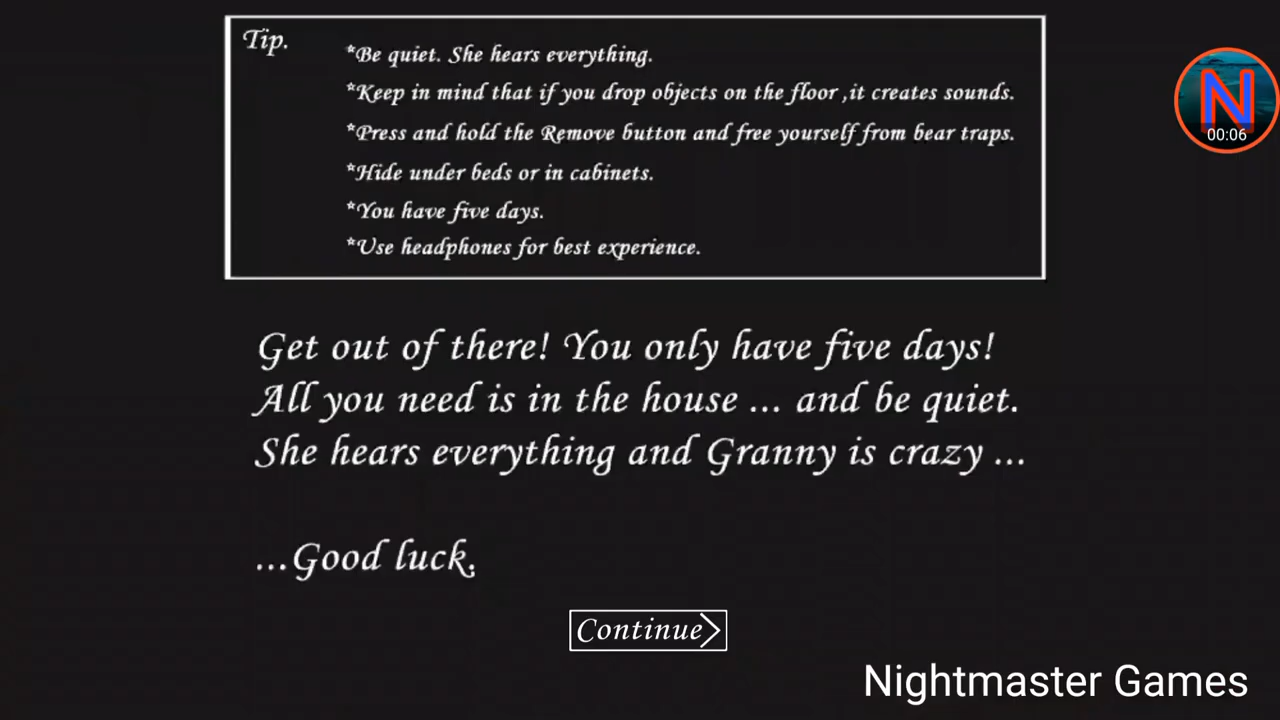 Tip.
*Be quiet. She hears everything.
*Keep in mind that if you drop objects on the floor ,it creates sounds.
*Press and hold the Remove button and free yourself from bear traps.
*Hide under beds or in cabinets.
*You have five days.
*Use headphones for best experience.
N
00:06
Get out of there! You only have five days!
All you need is in the house ... and be quiet.
She hears everything and Granny is crazy ...
...Good luck.
Continue
Nightmaster Games